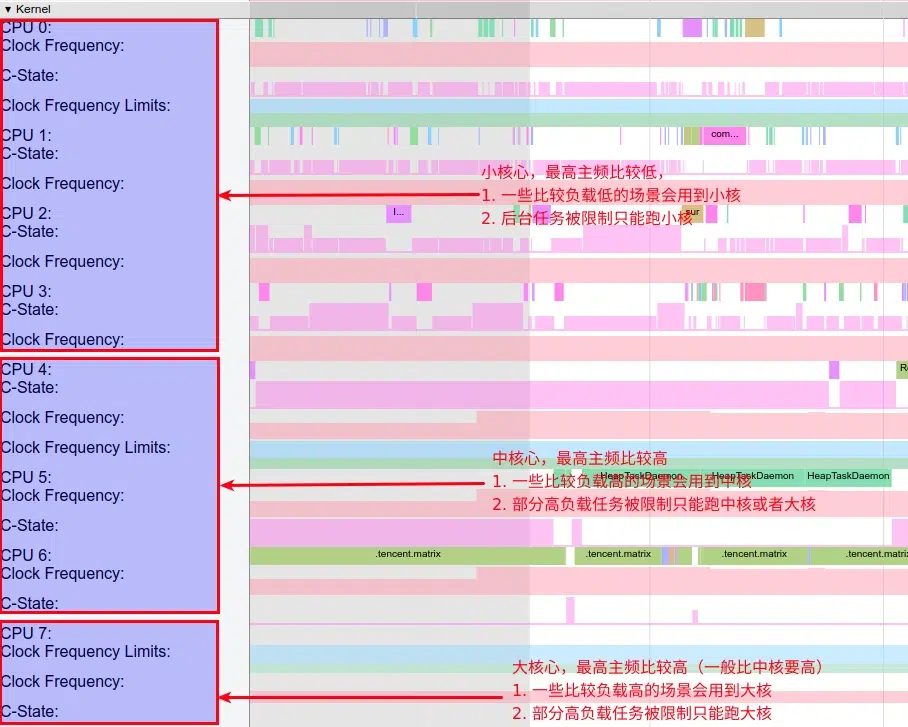 ▾ Kernel
CPU 0:
Clock Frequency:
C-State:
Clock Frequency Limits:
CPU 1:
com...
C-State:
小核心，最高主频比较低，
Clock Frequency:
1. 一些比较负载低的场景会用到小核
CPU 2:
I...
sur
2. 后台任务被限制只能跑小核
C-State:
Clock Frequency:
CPU 3:
C-State:
Clock Frequency:
CPU 4:
C-State:
Clock Frequency:
Clock Frequency Limits:
中核心，最高主频比较高
CPU 5:
HeapTaskDaemon
HeapTaskDaemon
HeapTaskDaemon
1. 一些比较负载高的场景会用到中核
Clock Frequency:
2. 部分高负载任务被限制只能跑中核或者大核
C-State:
CPU 6:
.tencent.matrix
.tencent.matrix
.tencent.matrix
.tencent.matrix
Clock Frequency:
C-State:
CPU 7:
Clock Frequency Limits:
大核心，最高主频比较高（一般比中核要高）
Clock Frequency:
1. 一些比较负载高的场景会用到大核
C-State:
2. 部分高负载任务被限制只能跑大核